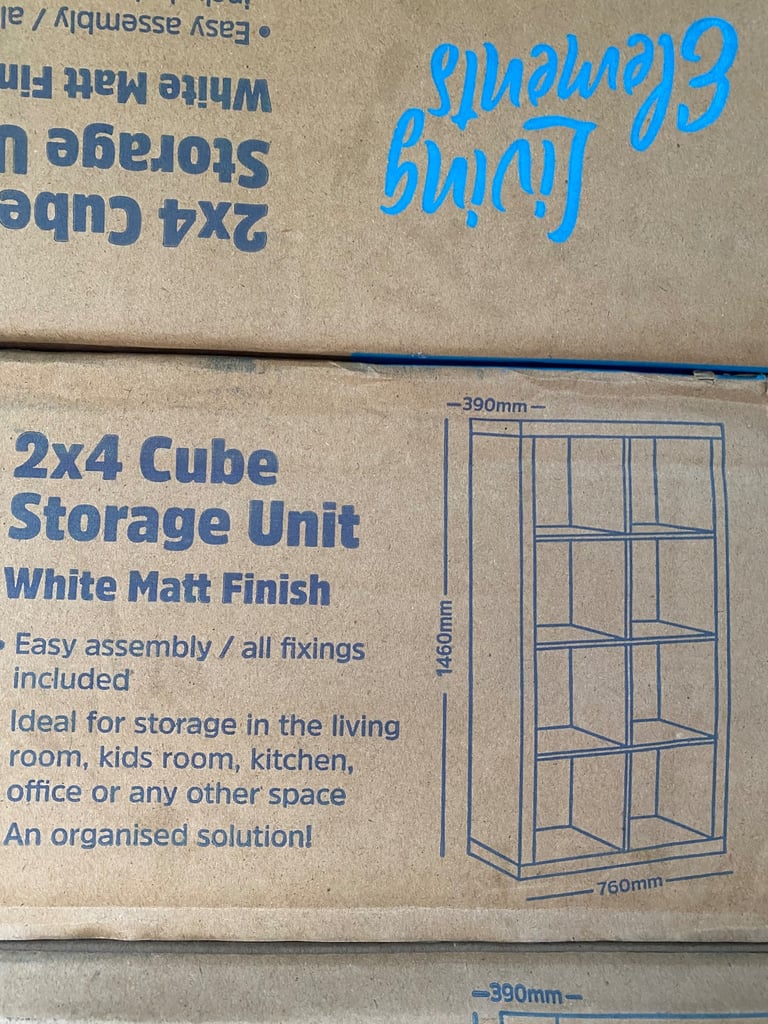 • Easy assembly / al
White Matt Fin
Storage U
2x4 Cube
Living
Elements
2x4 Cube
Storage Unit
White Matt Finish
• Easy assembly / all fixings
included
Ideal for storage in the living
room, kids room, kitchen,
office or any other space
An organised solution!
390mm
1460mm
760mm
390mm